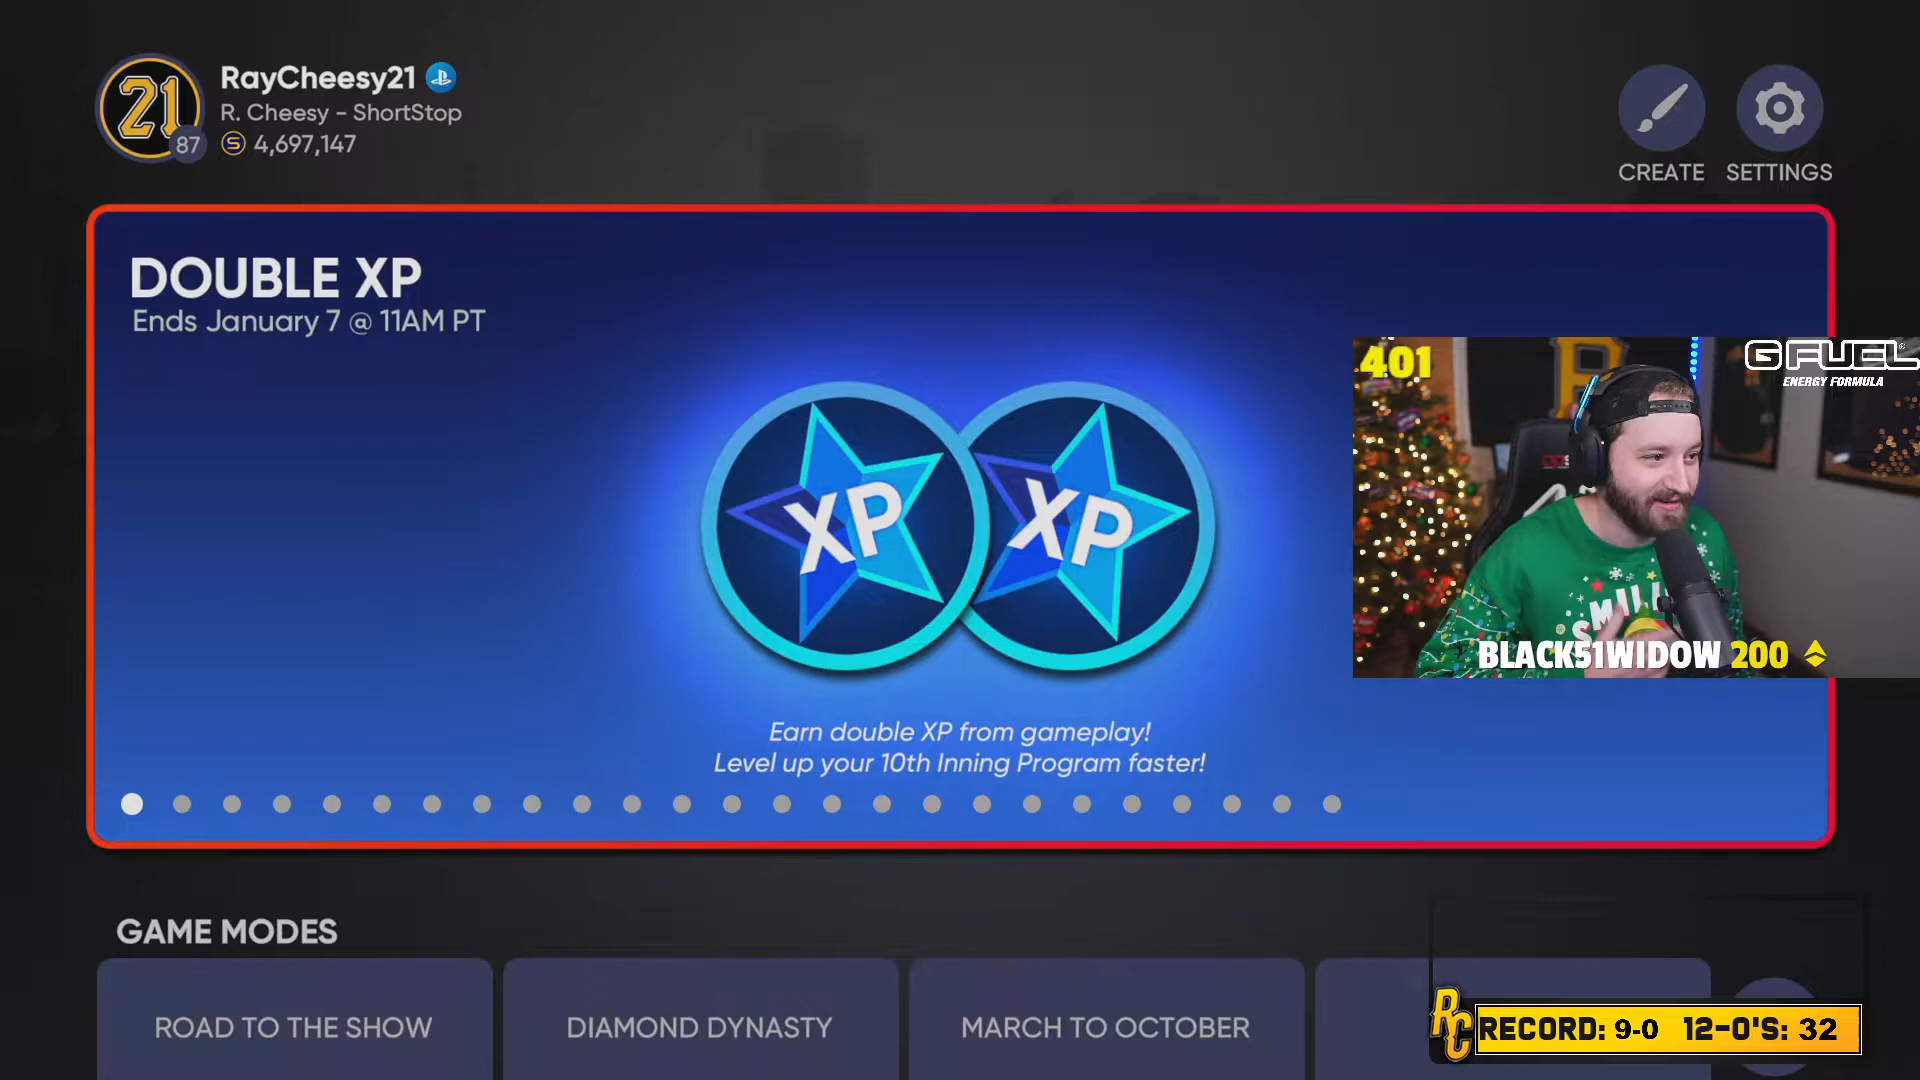 21
87
RayCheesy21
R. Cheesy - ShortStop
S 4,697,147
CREATE
SETTINGS
DOUBLE XP
Ends January 7 @ 11AM PT
XP
XP
401
G FUEL
ENERGY FORMULA
SMI
BLACK51WIDOW 200
Earn double XP from gameplay!
Level up your 10th Inning Program faster!
GAME MODES
ROAD TO THE SHOW
DIAMOND DYNASTY
MARCH TO OCTOBER
RC
RECORD: 9-0 12-0'S: 32